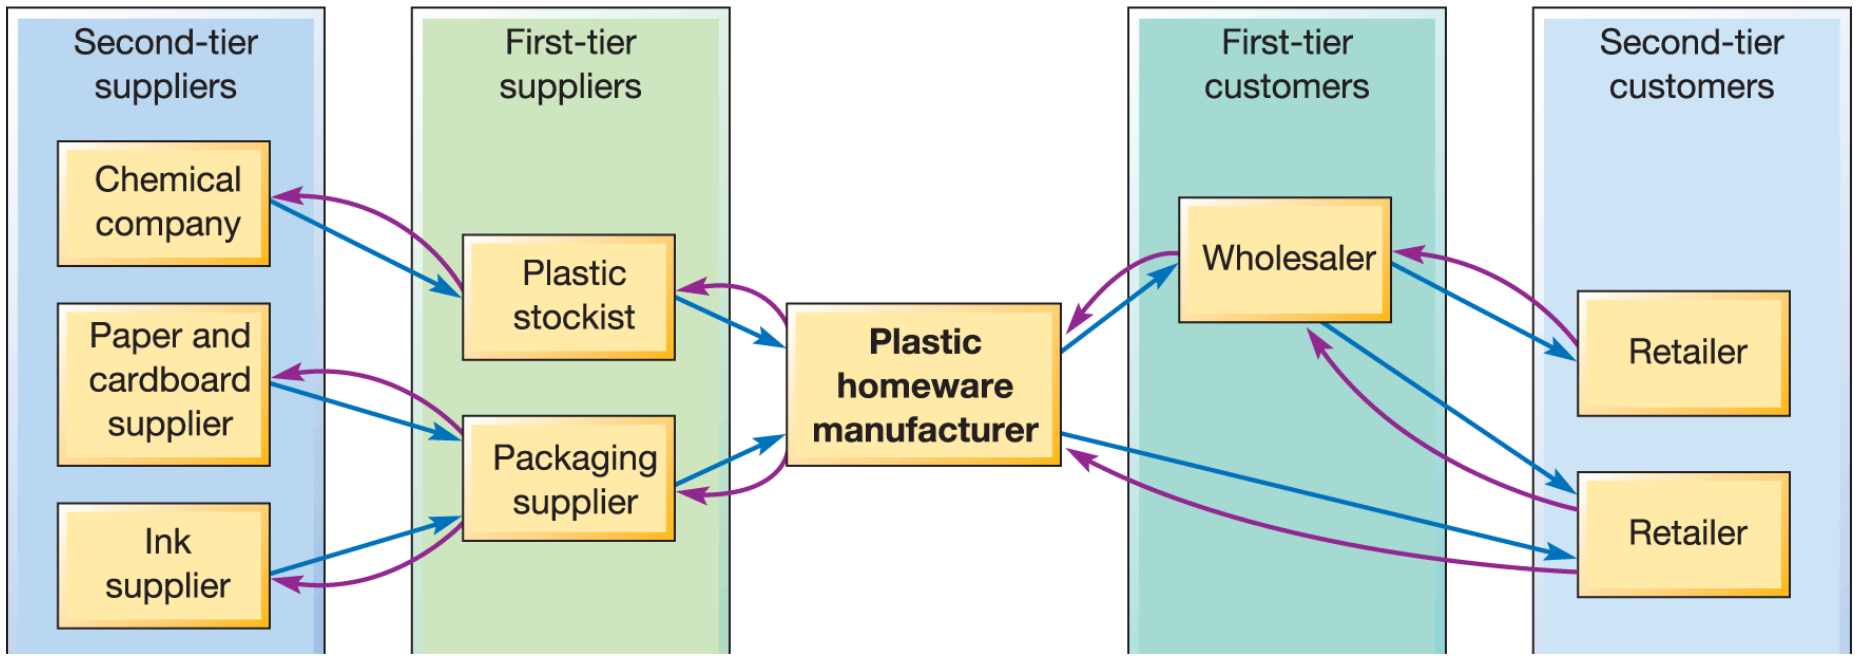 Second-tier
suppliers
First-tier
suppliers
First-tier
customers
Second-tier
customers
Chemical
company
Paper and
cardboard
supplier
Ink
supplier
Plastic
stockist
Packaging
supplier
Plastic
homeware
manufacturer
Wholesaler
Retailer
Retailer